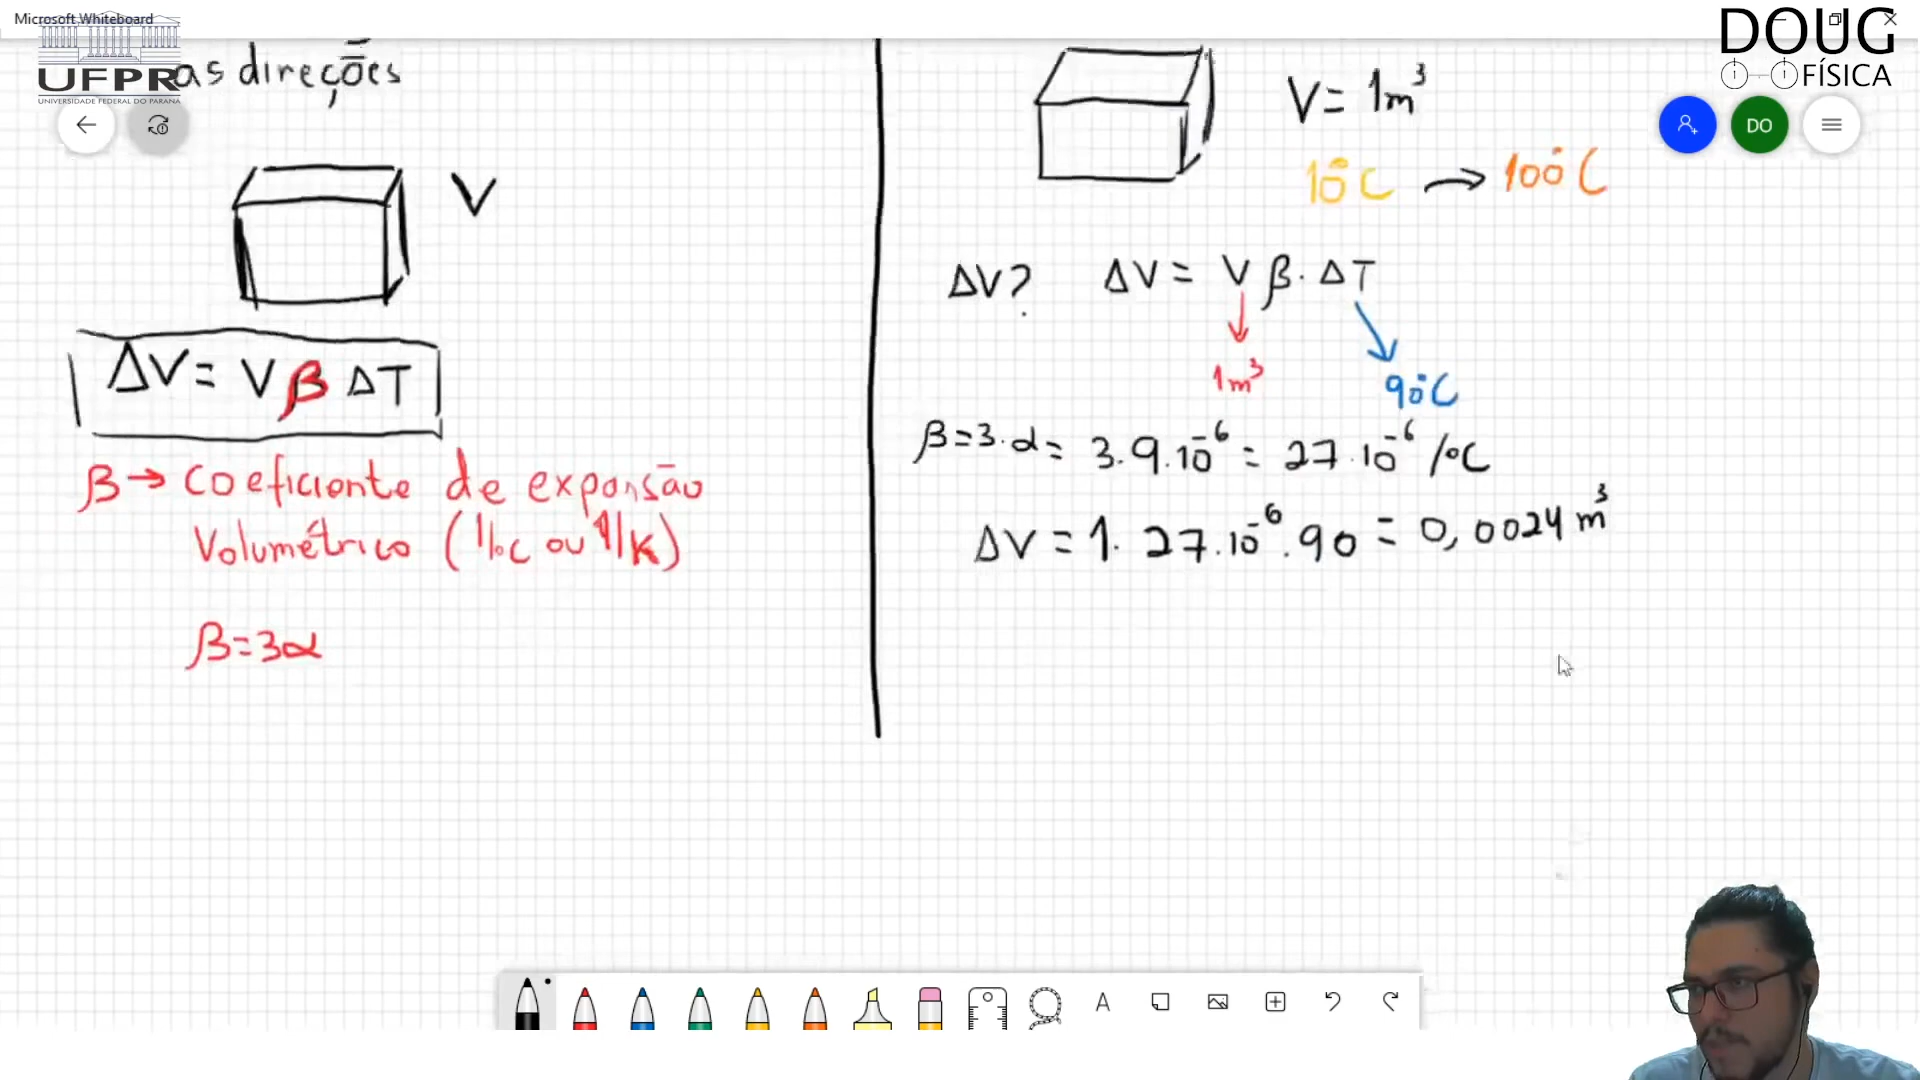 Microsoft Whiteboard
UFPR
UNIVERSIDADE FEDERAL DO PARANÁ
DOUG
FÍSICA
DO
as direções
V
ΔV = V β ΔT
β → coeficiente de expansão
Volumétrico (1/°C ou 1/K)
β=3α
V= 1m³
10°C → 100°C
ΔV? ΔV = V β · ΔT
1m³
90°C
β=3·α= 3·9·10⁻⁶ = 27·10⁻⁶ /°C
ΔV = 1· 27·10⁻⁶·90 = 0,0024 m³
A